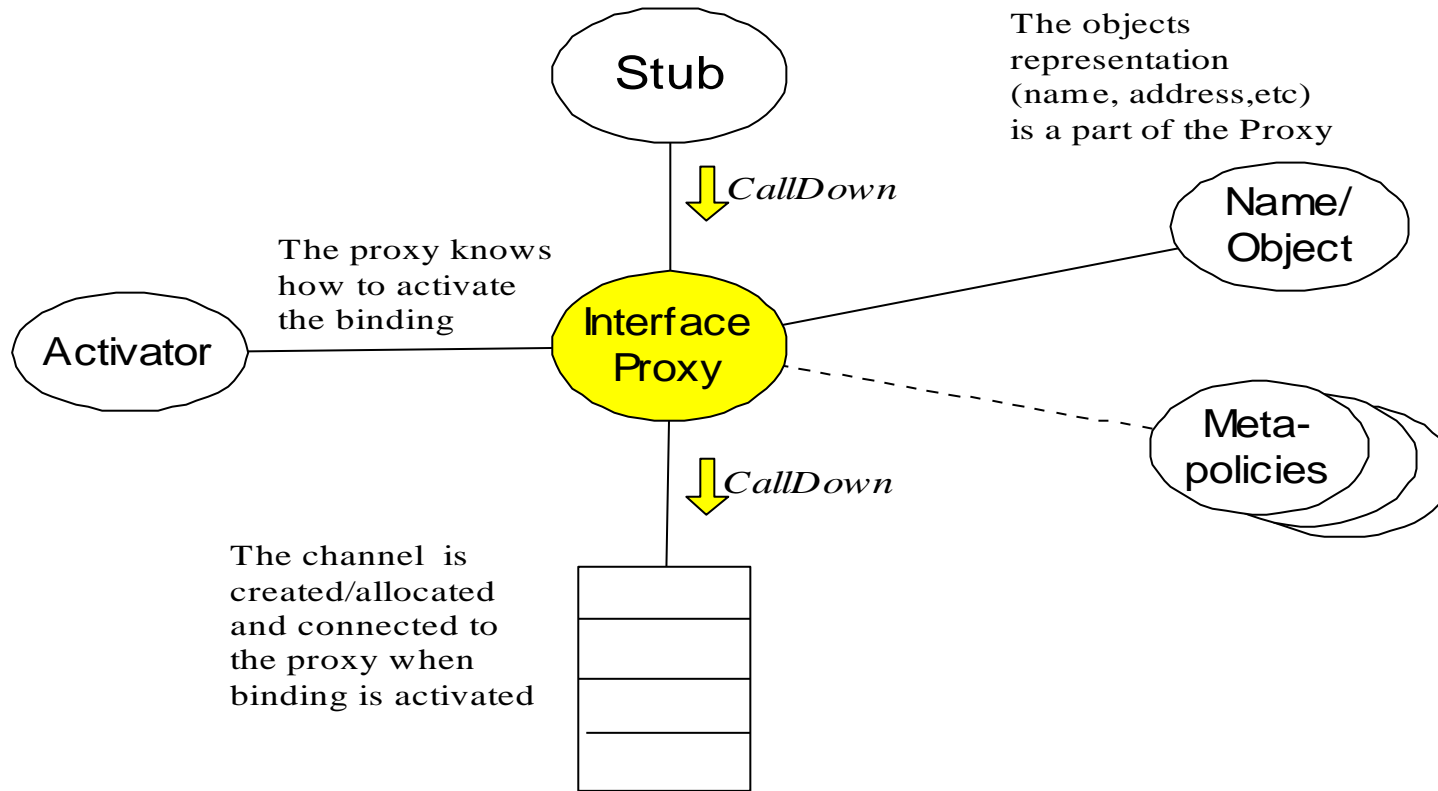 Stub
The objects
representation
(name, address,etc)
is a part of the Proxy
CallDown
Name/
Object
The proxy knows
how to activate
the binding
Activator
Interface
Proxy
Meta-
policies
CallDown
The channel is
created/allocated
and connected to
the proxy when
binding is activated